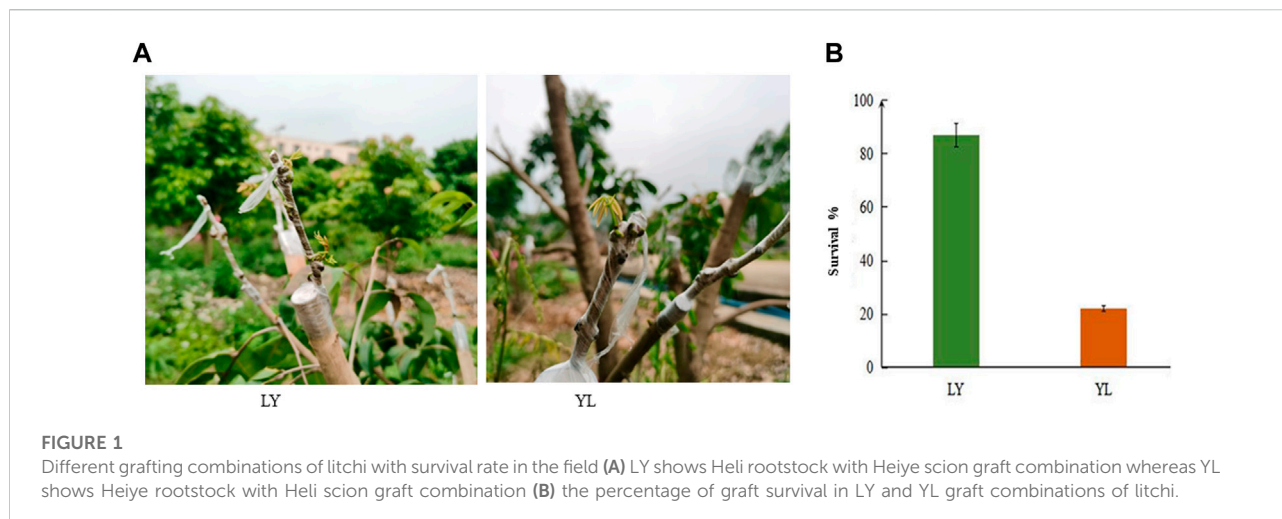 A
B
LY
YL
Survival %
100
80
60
40
20
0
LY
YL
FIGURE 1
Different grafting combinations of litchi with survival rate in the field (A) LY shows Heli rootstock with Heiye scion graft combination whereas YL
shows Heiye rootstock with Heli scion graft combination (B) the percentage of graft survival in LY and YL graft combinations of litchi.